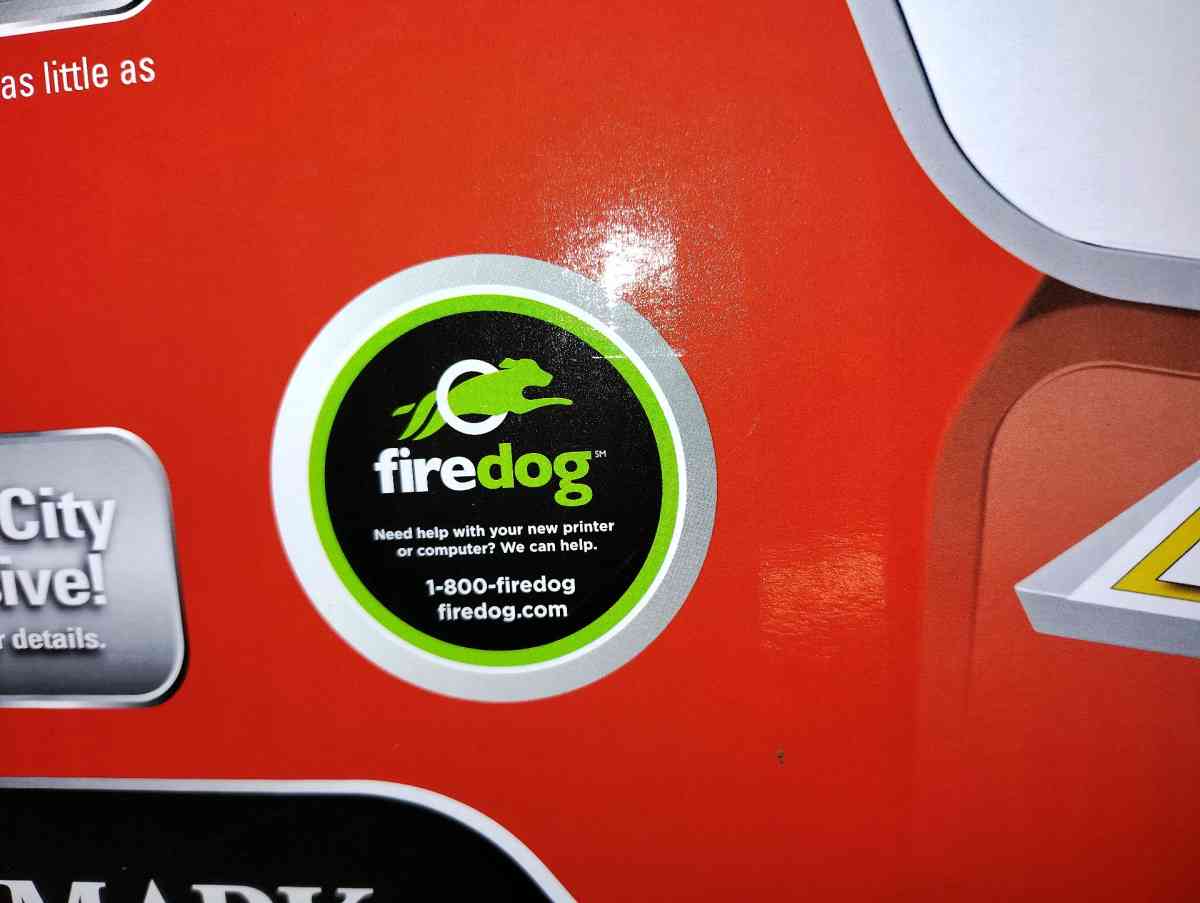 as little as
City
ive!
details.
firedog℠
Need help with your new printer
or computer? We can help.
1-800-firedog
firedog.com
MARK